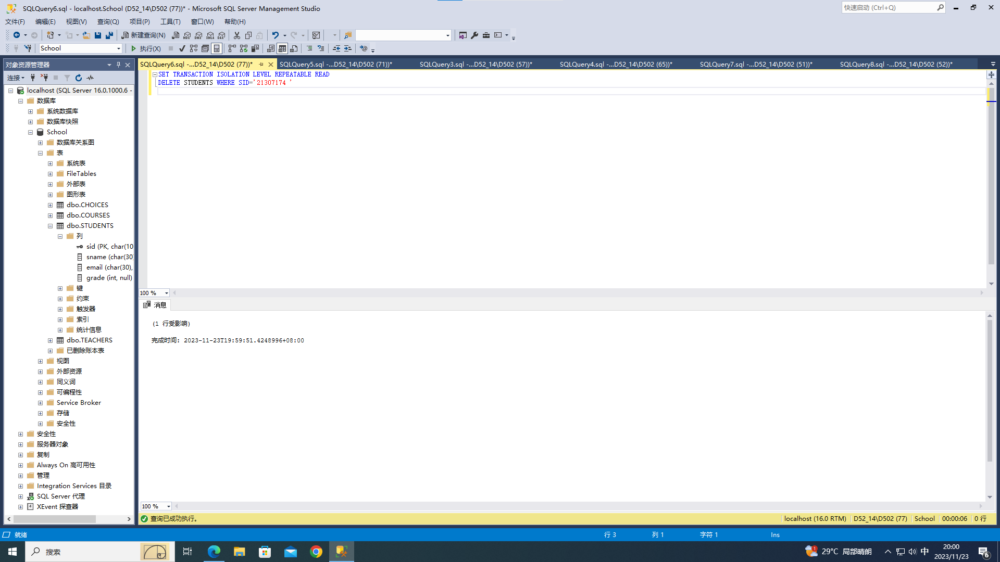 SQLQuery6.sql - localhost.School (D52_14\D502 (77))* - Microsoft SQL Server Management Studio
快速启动 (Ctrl+Q)
文件(F) 编辑(E) 视图(V) 查询(Q) 项目(P) 工具(T) 窗口(W) 帮助(H)
新建查询(N) MDX DMX XMLA DAX
School 执行(X)
对象资源管理器
SQLQuery6.sql -...D52_14\D502 (77))* SQLQuery5.sql -...D52_14\D502 (71))* SQLQuery3.sql -...D52_14\D502 (57))* SQLQuery4.sql -...D52_14\D502 (65))* SQLQuery7.sql -...D52_14\D502 (51))* SQLQuery8.sql -...D52_14\D502 (52))*
连接
localhost (SQL Server 16.0.1000.6 -
数据库
系统数据库
数据库快照
School
数据库关系图
表
系统表
FileTables
外部表
图形表
dbo.CHOICES
dbo.COURSES
dbo.STUDENTS
列
sid (PK, char(10
sname (char(30)
email (char(30),
grade (int, null)
键
约束
触发器
索引
统计信息
dbo.TEACHERS
已删除账本表
视图
外部资源
同义词
可编程性
Service Broker
存储
安全性
安全性
服务器对象
复制
Always On 高可用性
管理
Integration Services 目录
SQL Server 代理
XEvent 探查器
SET TRANSACTION ISOLATION LEVEL REPEATABLE READ
DELETE STUDENTS WHERE SID='21307174 '
100 %
消息
(1 行受影响)
完成时间: 2023-11-23T19:59:51.4248996+08:00
100 %
查询已成功执行。 localhost (16.0 RTM) D52_14\D502 (77) School 00:00:06 0 行
就绪 行 3 列 1 字符 1 Ins
搜索
1 29°C 局部晴朗 中 20:00
2023/11/23 6